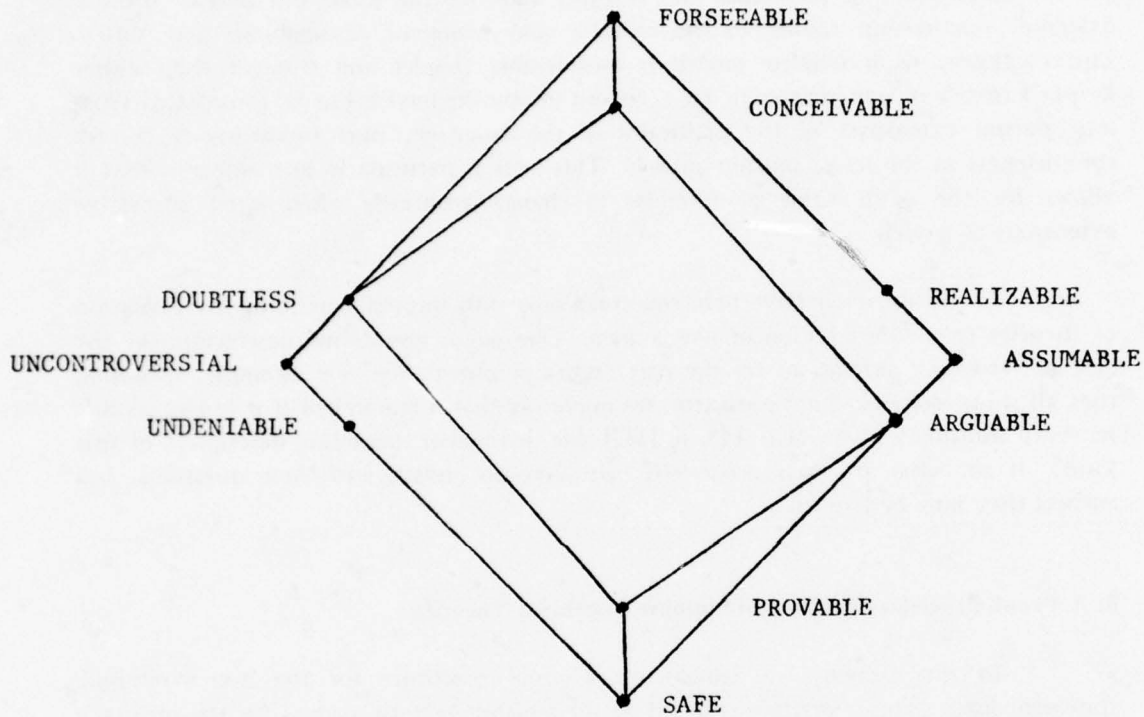 FORSEEABLE
CONCEIVABLE
DOUBTLESS
REALIZABLE
UNCONTROVERSIAL
ASSUMABLE
UNDENIABLE
ARGUABLE
PROVABLE
SAFE